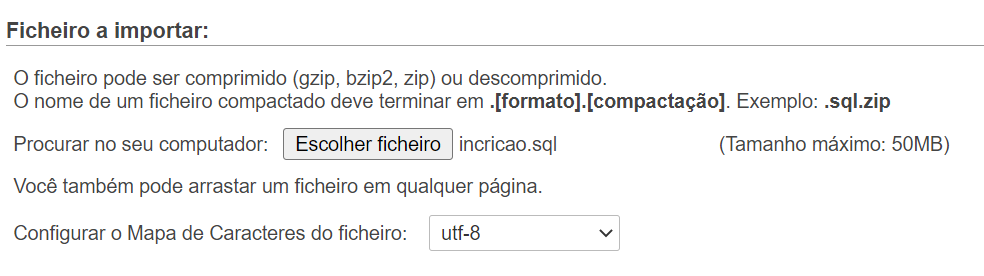 Ficheiro a importar:
O ficheiro pode ser comprimido (gzip, bzip2, zip) ou descomprimido.
O nome de um ficheiro compactado deve terminar em .[formato].[compactação]. Exemplo: .sql.zip
Procurar no seu computador: Escolher ficheiro incricao.sql (Tamanho máximo: 50MB)
Você também pode arrastar um ficheiro em qualquer página.
Configurar o Mapa de Caracteres do ficheiro: utf-8